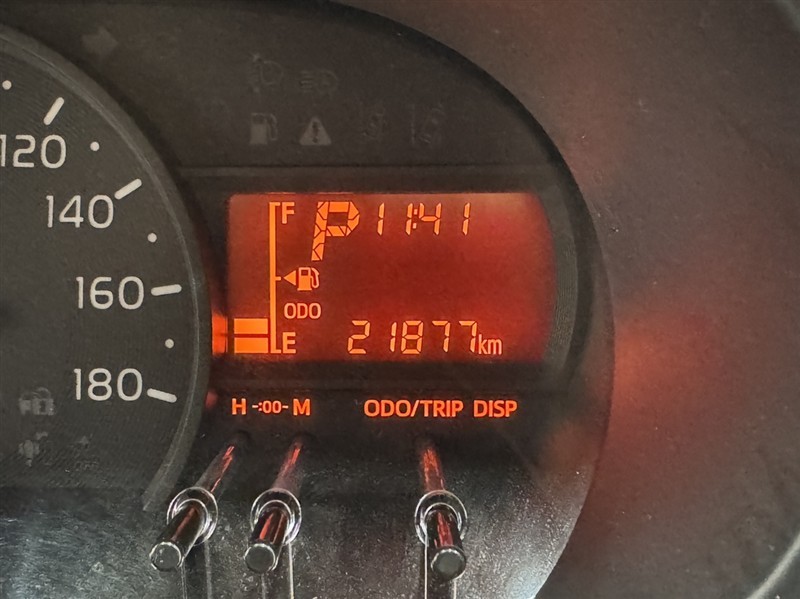 120
140
160
180
F
P 11:41
ODO
E
21877km
H -:00- M
ODO/TRIP DISP